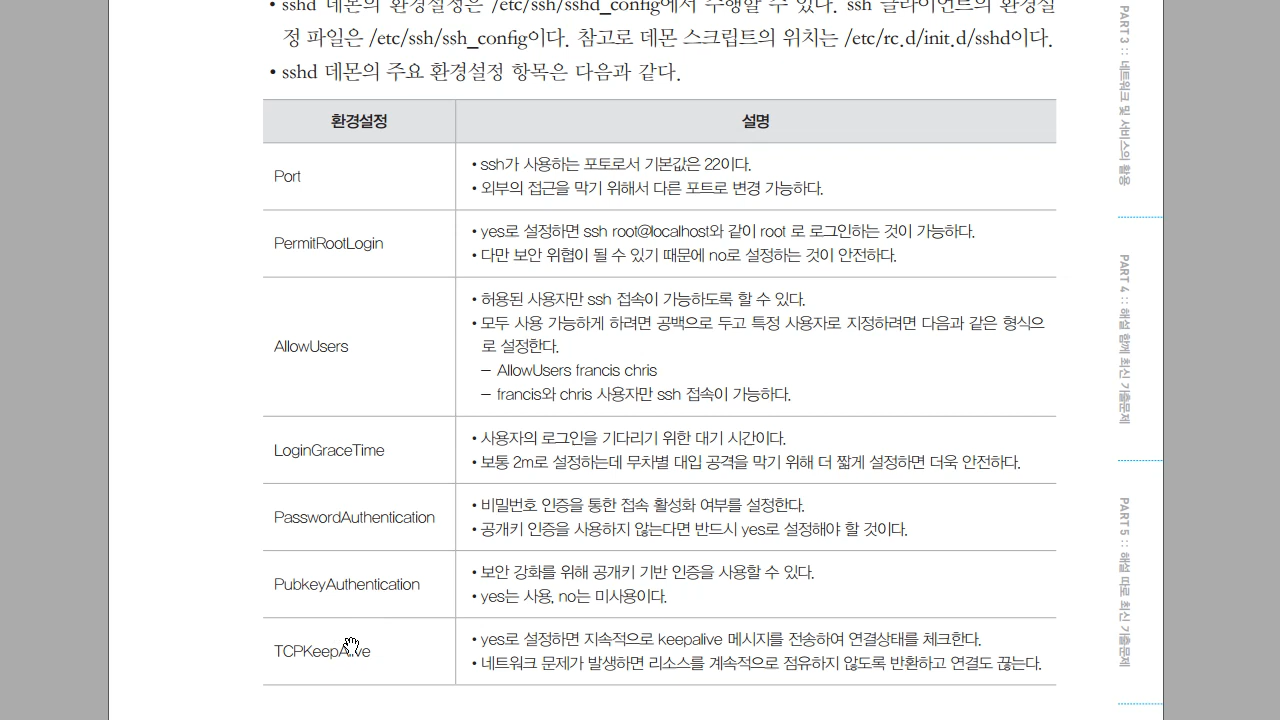 • sshd 데몬의 환경설정은 /etc/ssh/sshd_config에서 수행할 수 있다. ssh 클라이언트의 환경설
정 파일은 /etc/ssh/ssh_config이다. 참고로 데몬 스크립트의 위치는 /etc/rc.d/init.d/sshd이다.
• sshd 데몬의 주요 환경설정 항목은 다음과 같다.
환경설정 설명
Port
• sshd가 사용하는 포트로서 기본은 22이다.
• 외부의 접근을 막기 위해서 다른 포트로 변경 가능하다.
PermitRootLogin
• yes로 설정하면 ssh root@localhost와 같이 root 로 로그인하는 것이 가능하다.
• 다만 보안 위협이 될 수 있기 때문에 no로 설정하는 것이 안전하다.
AllowUsers
• 허용된 사용자만 ssh 접속이 가능하도록 할 수 있다.
• 모두 사용 가능하게 하려면 주석으로 두고 특정 사용자로 한정하려면 다음과 같은 형식으
로 사용한다.
– AllowUsers francis chris
– francis와 chris 사용자만 ssh 접속이 가능하다.
LoginGraceTime
• 사용자의 로그인을 기다리기 위한 대기 시간이다.
• 보통 2m로 설정하는데 무차별 대입 공격을 막기 위해 더 짧게 설정하면 더욱 안전하다.
PasswordAuthentication
• 비밀번호 인증을 통한 접속 활성화 여부를 설정한다.
• 공개키 인증을 사용하지 않는다면 반드시 yes로 설정해야 할 것이다.
PubkeyAuthentication
• 보안강화를 위해 공개키 기반 인증을 사용할 수 있다.
• no는 미사용이다.
TCPKeepAlive
• yes로 설정하면 주기적으로 keepalive 메시지를 전송하여 연결상태를 체크한다.
• 네트워크 문제가 발생하면 리소스를 계속적으로 점유하지 않도록 반환하고 연결도 끊는다.
PART 3 :: 네트워크 및 서비스의 활용
PART 4 :: 해설 함께 최신 기출문제
PART 5 :: 해설 따로 최신 기출문제